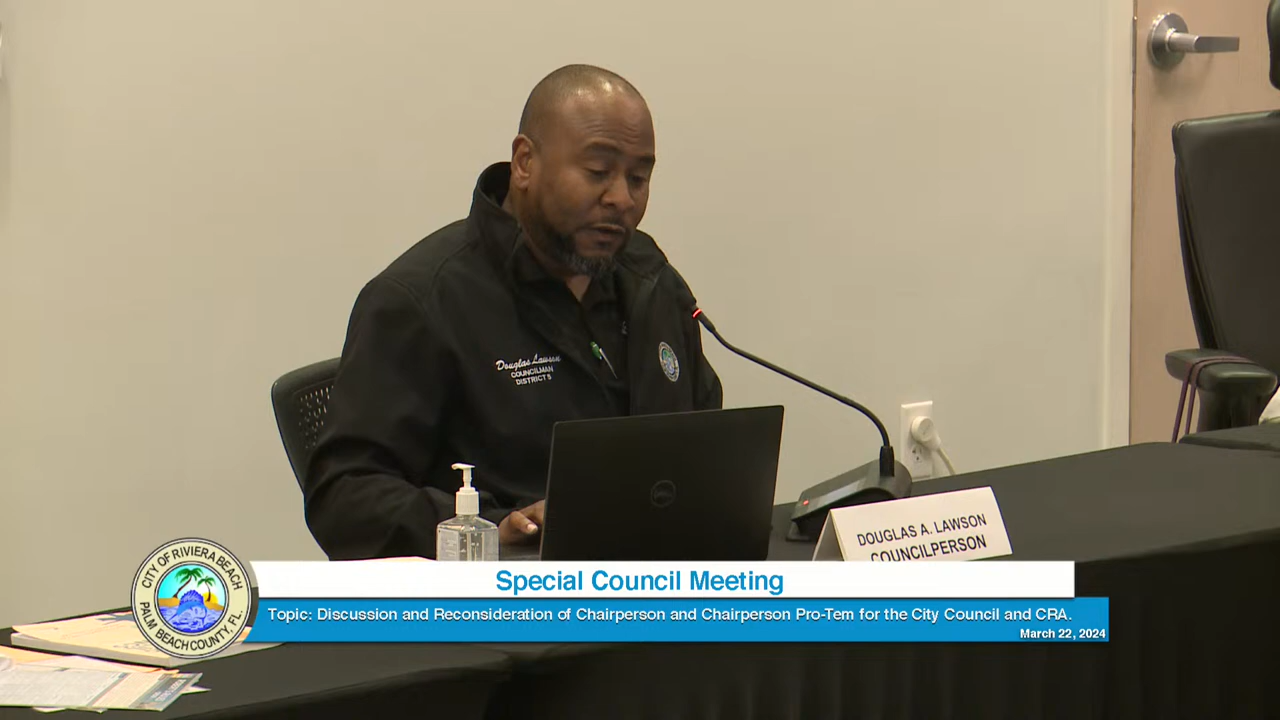 Douglas Lawson
COUNCILMAN
DISTRICT 5
DELL
DOUGLAS A. LAWSON
COUNCILPERSON
CITY OF RIVIERA BEACH
PALM BEACH COUNTY, FL.
Special Council Meeting
Topic: Discussion and Reconsideration of Chairperson and Chairperson Pro-Tem for the City Council and CRA.
March 22, 2024